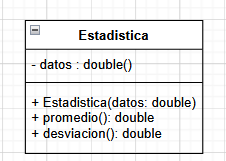 Estadistica
- datos : double()
+ Estadistica(datos: double)
+ promedio(): double
+ desviacion(): double